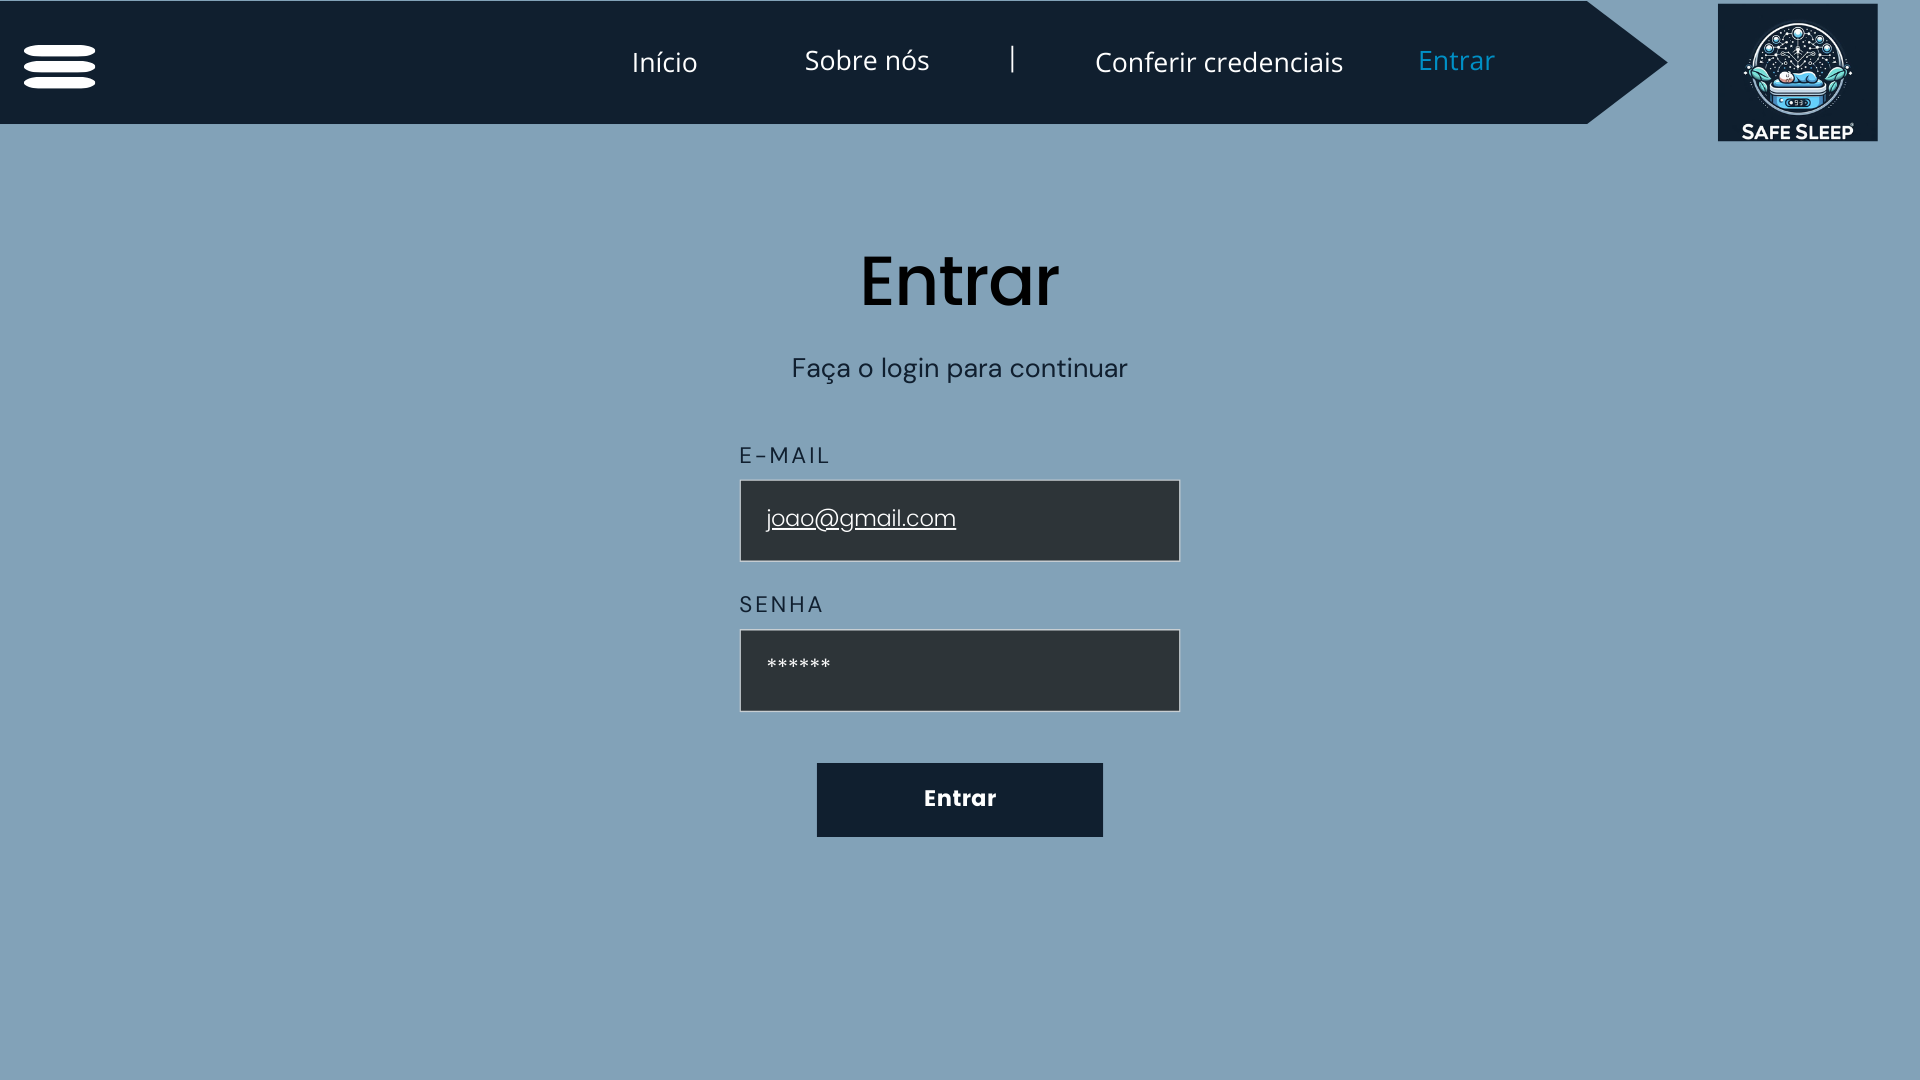 Início
Sobre nós
|
Conferir credenciais
Entrar
SAFE SLEEP
Entrar
Faça o login para continuar
E-MAIL
joao@gmail.com
SENHA
******
Entrar